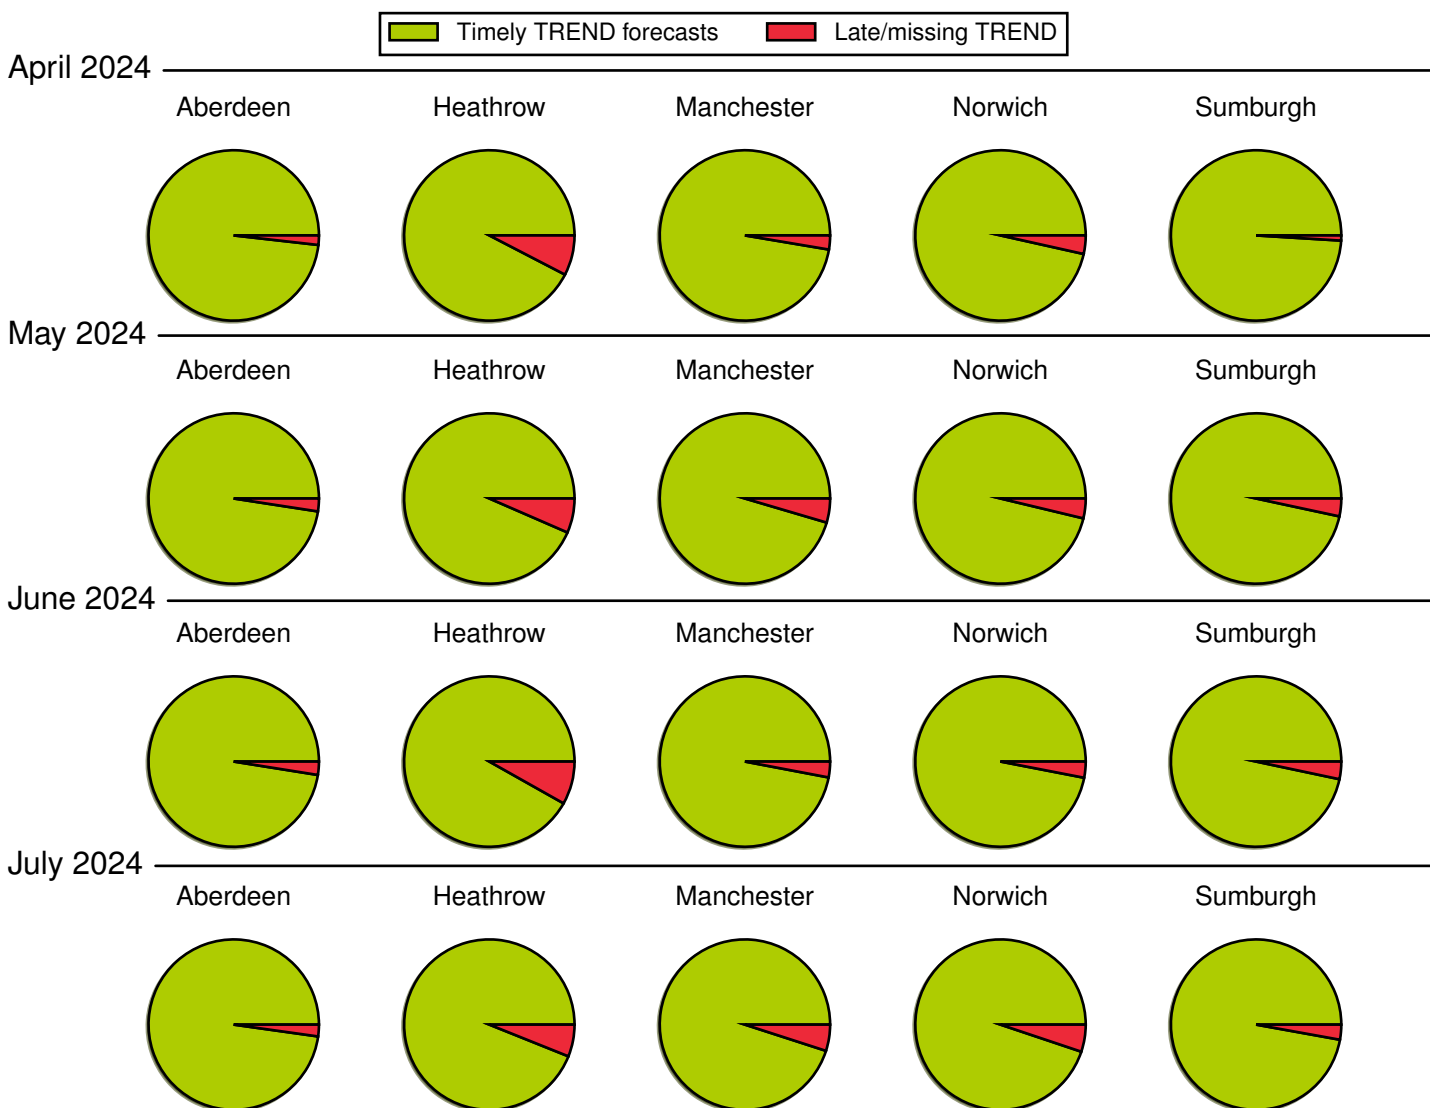 Timely TREND forecasts Late/missing TREND
April 2024
Aberdeen Heathrow Manchester Norwich Sumburgh
May 2024
Aberdeen Heathrow Manchester Norwich Sumburgh
June 2024
Aberdeen Heathrow Manchester Norwich Sumburgh
July 2024
Aberdeen Heathrow Manchester Norwich Sumburgh